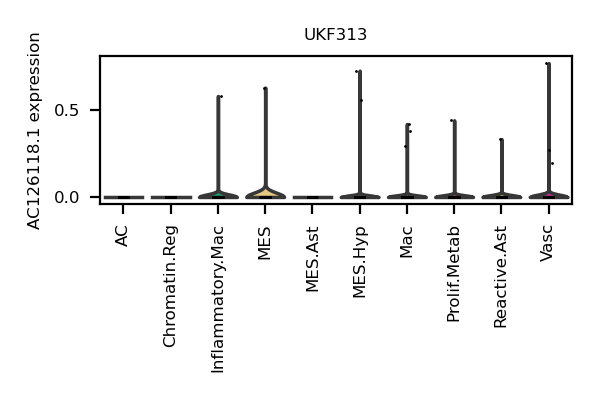 UKF313
AC126118.1 expression
0.5
0.0
AC
Chromatin.Reg
Inflammatory.Mac
MES
MES.Ast
MES.Hyp
Mac
Prolif.Metab
Reactive.Ast
Vasc